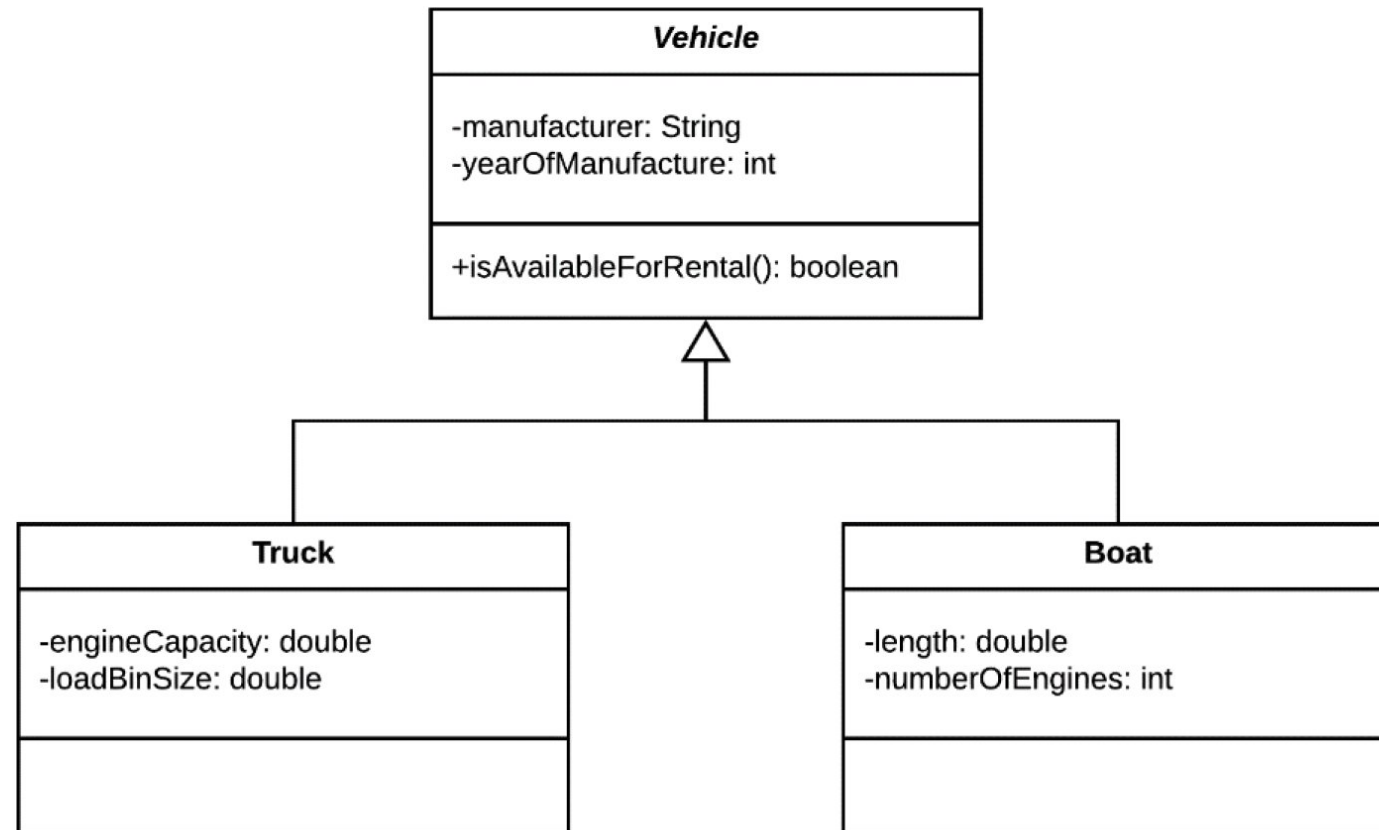 Vehicle
-manufacturer: String
-yearOfManufacture: int
+isAvailableForRental(): boolean
Truck
-engineCapacity: double
-loadBinSize: double
Boat
-length: double
-numberOfEngines: int